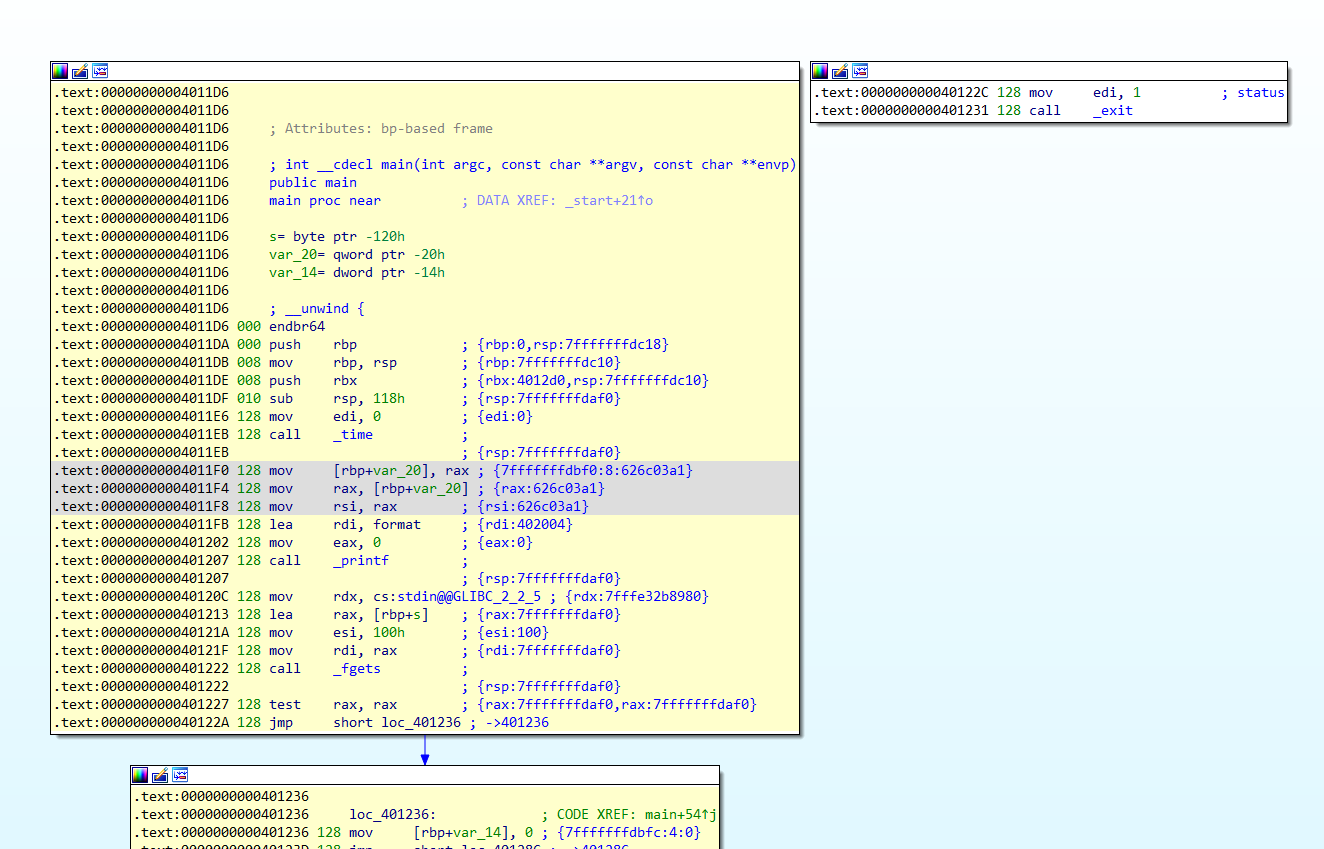 .text:00000000004011D6
.text:00000000004011D6
.text:00000000004011D6 ; Attributes: bp-based frame
.text:00000000004011D6
.text:00000000004011D6 ; int __cdecl main(int argc, const char **argv, const char **envp)
.text:00000000004011D6 public main
.text:00000000004011D6 main proc near ; DATA XREF: _start+21↑o
.text:00000000004011D6
.text:00000000004011D6 s= byte ptr -120h
.text:00000000004011D6 var_20= qword ptr -20h
.text:00000000004011D6 var_14= dword ptr -14h
.text:00000000004011D6
.text:00000000004011D6 ; __unwind {
.text:00000000004011D6 000 endbr64
.text:00000000004011DA 000 push rbp ; {rbp:0,rsp:7fffffffdc18}
.text:00000000004011DB 008 mov rbp, rsp ; {rbp:7fffffffdc10}
.text:00000000004011DE 008 push rbx ; {rbx:4012d0,rsp:7fffffffdc10}
.text:00000000004011DF 010 sub rsp, 118h ; {rsp:7fffffffdaf0}
.text:00000000004011E6 128 mov edi, 0 ; {edi:0}
.text:00000000004011EB 128 call _time ;
.text:00000000004011EB ; {rsp:7fffffffdaf0}
.text:00000000004011F0 128 mov [rbp+var_20], rax ; {7fffffffdbf0:8:626c03a1}
.text:00000000004011F4 128 mov rax, [rbp+var_20] ; {rax:626c03a1}
.text:00000000004011F8 128 mov rsi, rax ; {rsi:626c03a1}
.text:00000000004011FB 128 lea rdi, format ; {rdi:402004}
.text:0000000000401202 128 mov eax, 0 ; {eax:0}
.text:0000000000401207 128 call _printf ;
.text:0000000000401207 ; {rsp:7fffffffdaf0}
.text:000000000040120C 128 mov rdx, cs:stdin@@GLIBC_2_2_5 ; {rdx:7fffe32b8980}
.text:0000000000401213 128 lea rax, [rbp+s] ; {rax:7fffffffdaf0}
.text:000000000040121A 128 mov esi, 100h ; {esi:100}
.text:000000000040121F 128 mov rdi, rax ; {rdi:7fffffffdaf0}
.text:0000000000401222 128 call _fgets ;
.text:0000000000401222 ; {rsp:7fffffffdaf0}
.text:0000000000401227 128 test rax, rax ; {rax:7fffffffdaf0,rax:7fffffffdaf0}
.text:000000000040122A 128 jmp short loc_401236 ; ->401236
.text:000000000040122C 128 mov edi, 1 ; status
.text:0000000000401231 128 call _exit
.text:0000000000401236
.text:0000000000401236 loc_401236: ; CODE XREF: main+54↑j
.text:0000000000401236 128 mov [rbp+var_14], 0 ; {7fffffffdbfc:4:0}